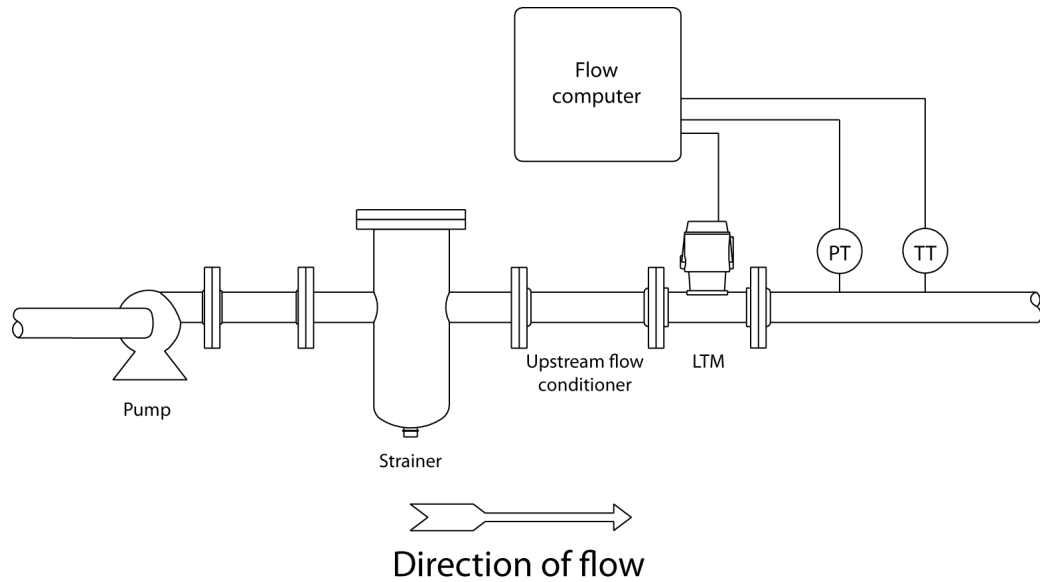 Flow
computer
PT
TT
Upstream flow
conditioner
LTM
Pump
Strainer
Direction of flow